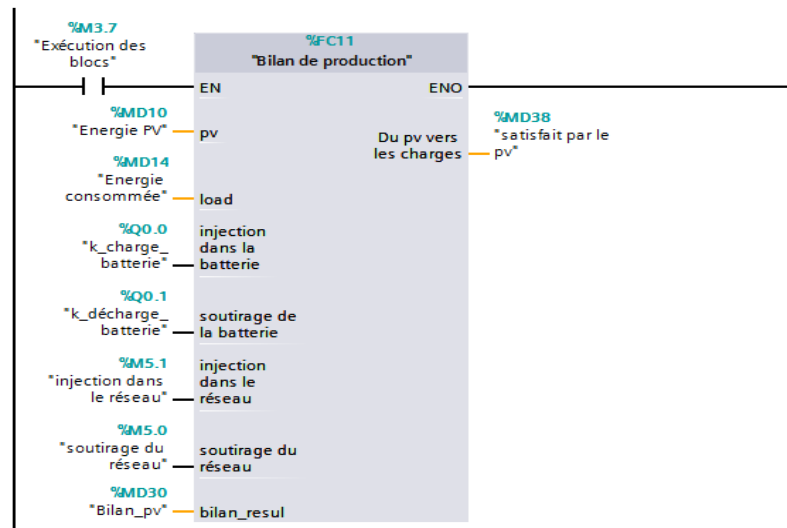 %M3.7
"Exécution des
blocs"
%FC11
"Bilan de production"
EN
ENO
%MD10
"Energie PV"
pv
%MD38
"satisfait par le
pv"
Du pv vers
les charges
%MD14
"Energie
consommée"
load
%Q0.0
"k_charge_
batterie"
injection
dans la
batterie
%Q0.1
"k_décharge_
batterie"
soutirage de
la batterie
%M5.1
"injection dans
le réseau"
injection
dans le
réseau
%M5.0
"soutirage du
réseau"
soutirage du
réseau
%MD30
"Bilan_pv"
bilan_resul